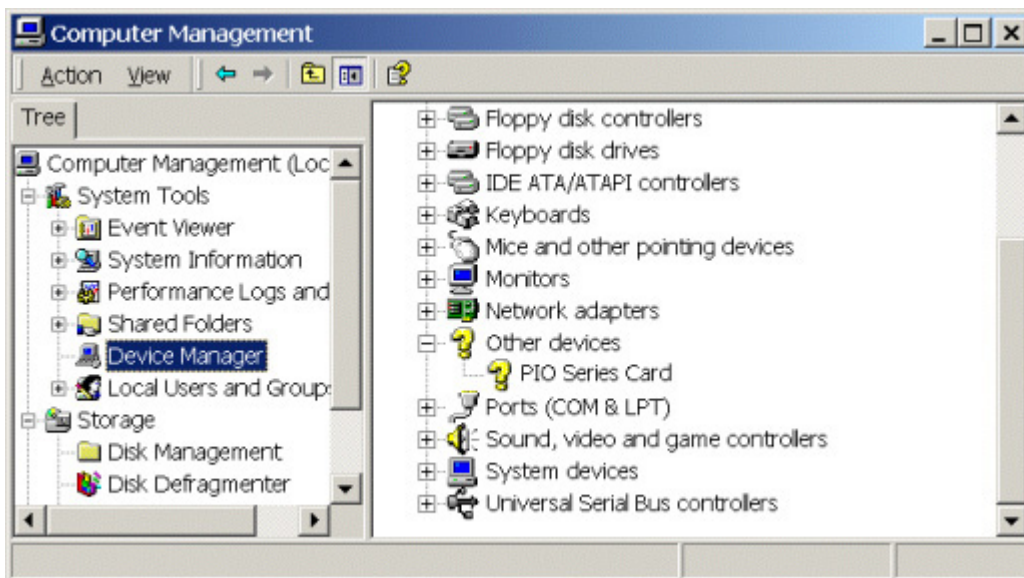 Computer Management
Action View
Tree
Computer Management (Loc
System Tools
Event Viewer
System Information
Performance Logs and
Shared Folders
Device Manager
Local Users and Group
Storage
Disk Management
Disk Defragmenter
Floppy disk controllers
Floppy disk drives
IDE ATA/ATAPI controllers
Keyboards
Mice and other pointing devices
Monitors
Network adapters
Other devices
PIO Series Card
Ports (COM & LPT)
Sound, video and game controllers
System devices
Universal Serial Bus controllers